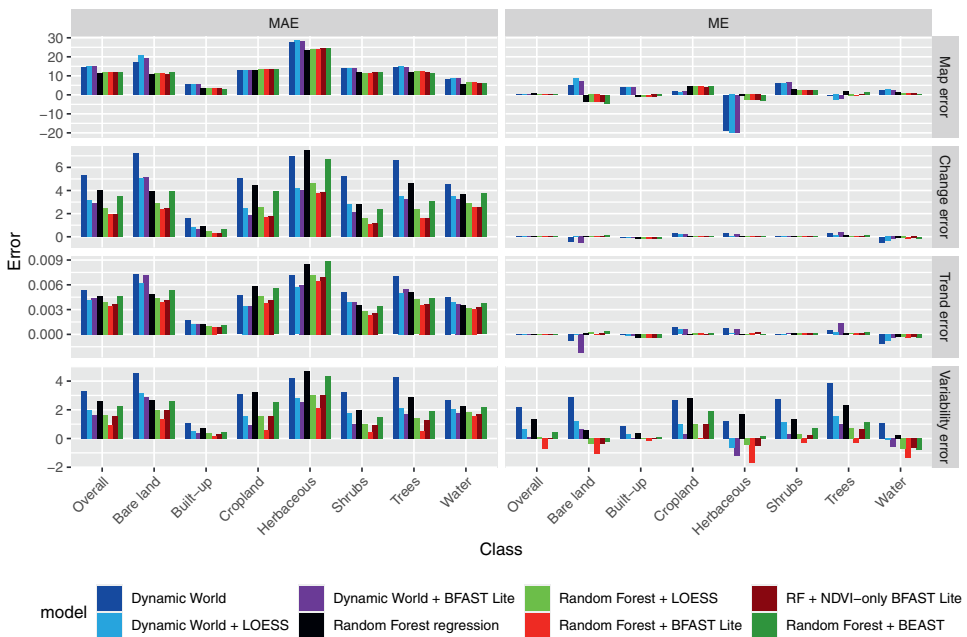 MAE
ME
Error
30
20
10
0
−10
−20
Map error
6
4
2
0
Change error
0.009
0.006
0.003
0.000
Trend error
4
2
0
−2
Variability error
Overall
Bare land
Built−up
Cropland
Herbaceous
Shrubs
Trees
Water
Overall
Bare land
Built−up
Cropland
Herbaceous
Shrubs
Trees
Water
Class
model
Dynamic World
Dynamic World + LOESS
Dynamic World + BFAST Lite
Random Forest regression
Random Forest + LOESS
Random Forest + BFAST Lite
RF + NDVI−only BFAST Lite
Random Forest + BEAST